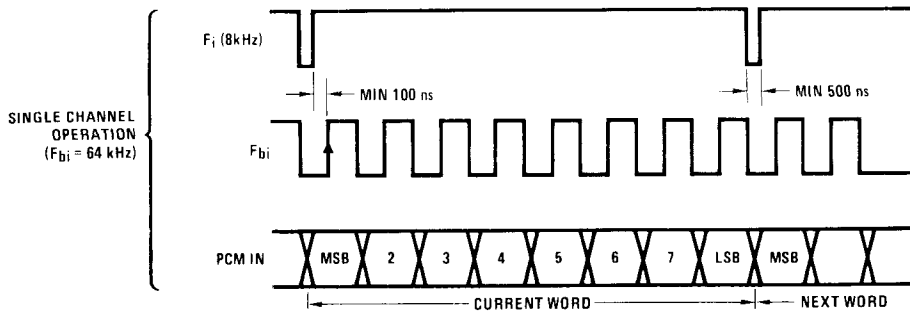 Fi (8kHz)
MIN 100 ns
MIN 500 ns
SINGLE CHANNEL
OPERATION
(Fbi = 64 kHz)
Fbi
PCM IN
MSB 2 3 4 5 6 7 LSB MSB
CURRENT WORD
NEXT WORD